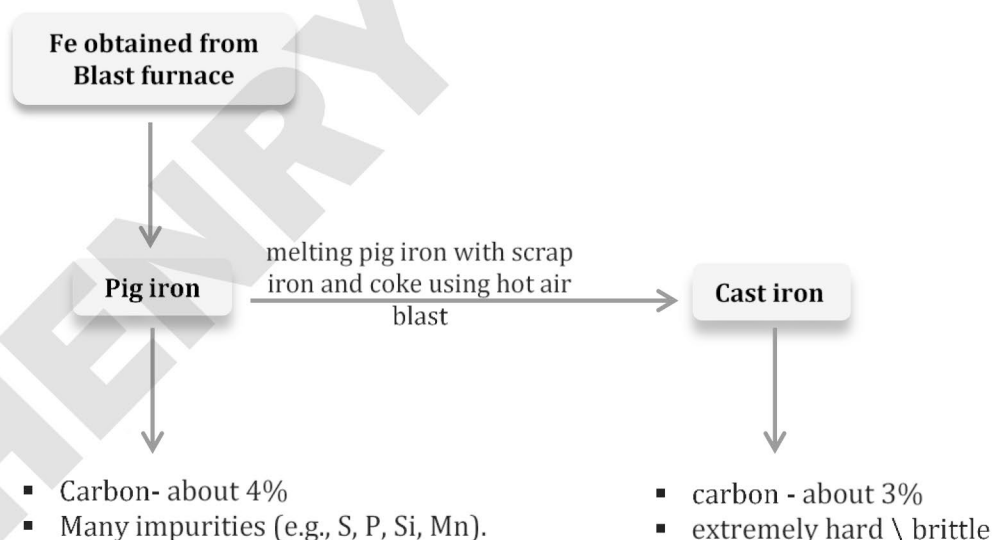 Fe obtained from
Blast furnace
melting pig iron with scrap
iron and coke using hot air
blast
Pig iron
Cast iron
▪ Carbon- about 4%
▪ Many impurities (e.g., S, P, Si, Mn).
▪ carbon - about 3%
▪ extremely hard \ brittle
HENRY